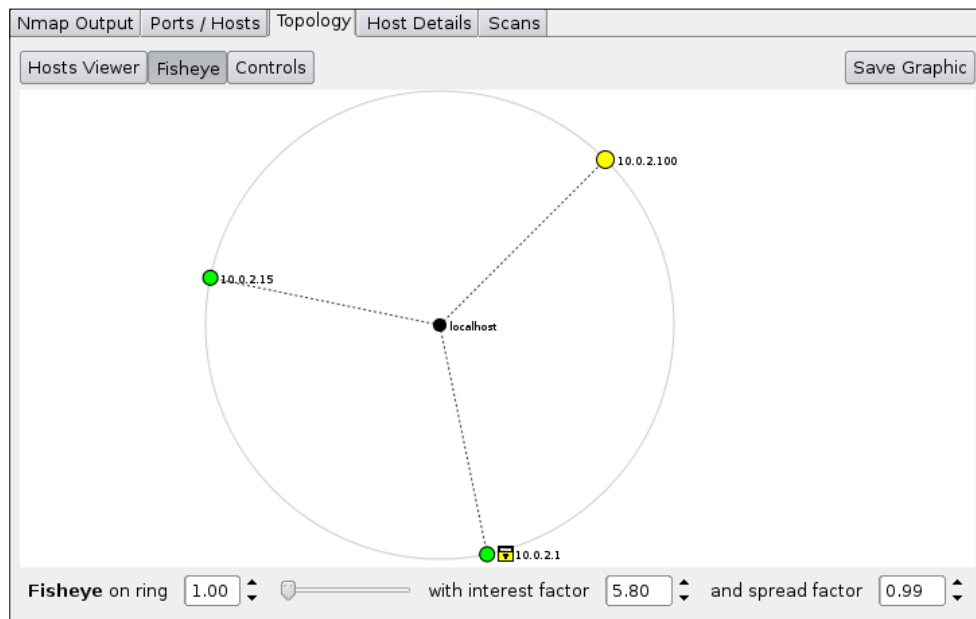 Nmap Output Ports / Hosts Topology Host Details Scans
Hosts Viewer Fisheye Controls Save Graphic
10.0.2.100
10.0.2.15
localhost
10.0.2.1
Fisheye on ring 1.00 with interest factor 5.80 and spread factor 0.99